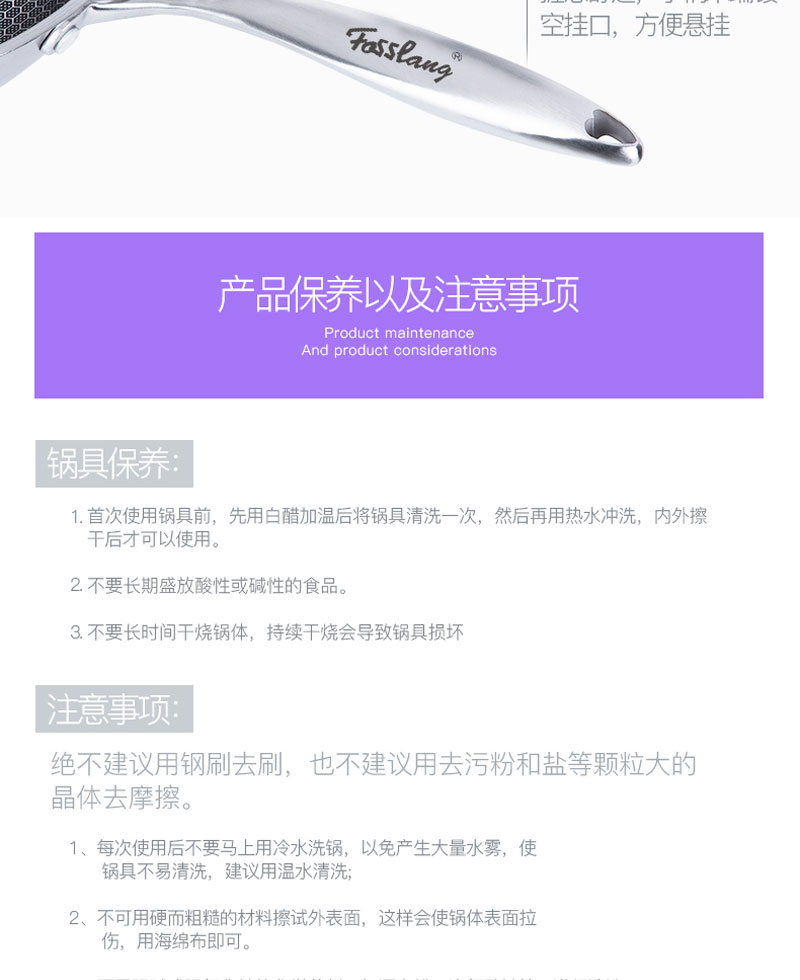 空挂口，方便悬挂
Fasslang®
产品保养以及注意事项
Product maintenance
And product considerations
锅具保养：
1. 首次使用锅具前，先用白醋加温后将锅具清洗一次，然后再用热水冲洗，内外擦
干后才可以使用。
2. 不要长期盛放酸性或碱性的食品。
3. 不要长时间干烧锅体，持续干烧会导致锅具损坏
注意事项：
绝不建议用钢刷去刷，也不建议用去污粉和盐等颗粒大的
晶体去摩擦。
1、每次使用后不要马上用冷水洗锅，以免产生大量水雾，使
锅具不易清洗，建议用温水清洗;
2、不可用硬而粗糙的材料擦试外表面，这样会使锅体表面拉
伤，用海绵布即可。